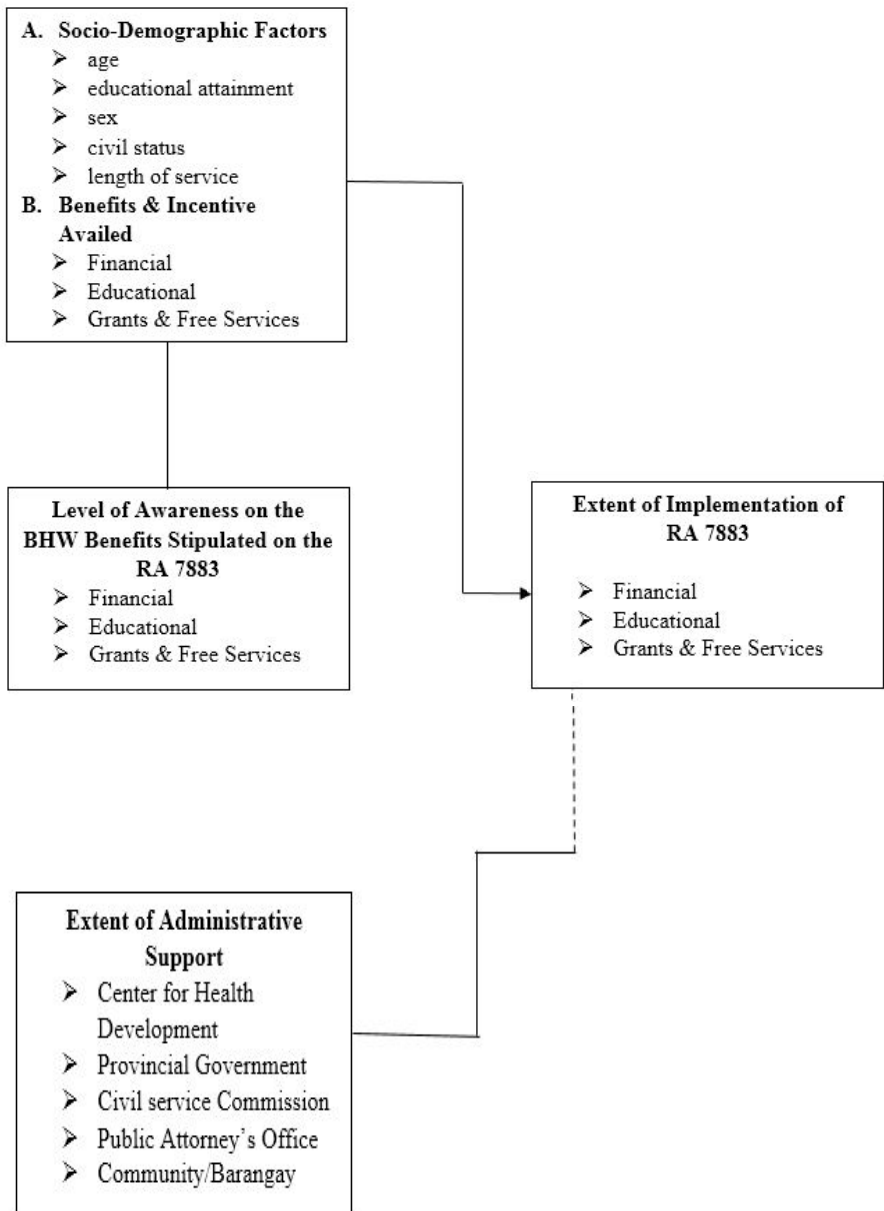 A. Socio-Demographic Factors
➢ age
➢ educational attainment
➢ sex
➢ civil status
➢ length of service
B. Benefits & Incentive
Availed
➢ Financial
➢ Educational
➢ Grants & Free Services
Level of Awareness on the
BHW Benefits Stipulated on the
RA 7883
➢ Financial
➢ Educational
➢ Grants & Free Services
Extent of Implementation of
RA 7883
➢ Financial
➢ Educational
➢ Grants & Free Services
Extent of Administrative
Support
➢ Center for Health
Development
➢ Provincial Government
➢ Civil service Commission
➢ Public Attorney's Office
➢ Community/Barangay